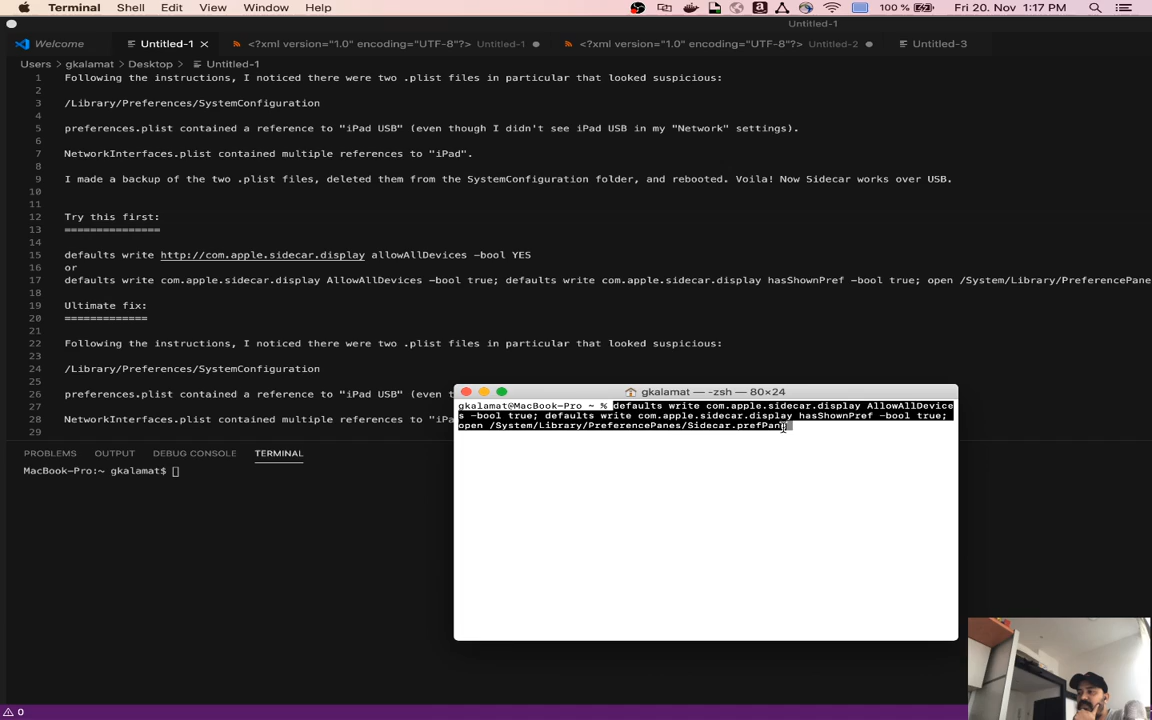 Terminal Shell Edit View Window Help 100 % Fri 20. Nov 1:17 PM
Untitled-1
Welcome Untitled-1 <?xml version="1.0" encoding="UTF-8"?> Untitled-1 <?xml version="1.0" encoding="UTF-8"?> Untitled-2 Untitled-3
Users > gkalamat > Desktop > Untitled-1
1 Following the instructions, I noticed there were two .plist files in particular that looked suspicious:
2
3 /Library/Preferences/SystemConfiguration
4
5 preferences.plist contained a reference to "iPad USB" (even though I didn't see iPad USB in my "Network" settings).
6
7 NetworkInterfaces.plist contained multiple references to "iPad".
8
9 I made a backup of the two .plist files, deleted them from the SystemConfiguration folder, and rebooted. Voila! Now Sidecar works over USB.
10
11
12 Try this first:
13 ===============
14
15 defaults write http://com.apple.sidecar.display allowAllDevices -bool YES
16 or
17 defaults write com.apple.sidecar.display AllowAllDevices -bool true; defaults write com.apple.sidecar.display hasShownPref -bool true; open /System/Library/PreferencePane
18
19 Ultimate fix:
20 =============
21
22 Following the instructions, I noticed there were two .plist files in particular that looked suspicious:
23
24 /Library/Preferences/SystemConfiguration
25
26 preferences.plist contained a reference to "iPad USB" (even t
27
28 NetworkInterfaces.plist contained multiple references to "iPa
29
gkalamat — -zsh — 80×24
gkalamat@MacBook-Pro ~ % defaults write com.apple.sidecar.display AllowAllDevice
s -bool true; defaults write com.apple.sidecar.display hasShownPref -bool true;
open /System/Library/PreferencePanes/Sidecar.prefPane
PROBLEMS OUTPUT DEBUG CONSOLE TERMINAL
MacBook-Pro:~ gkalamat$
0